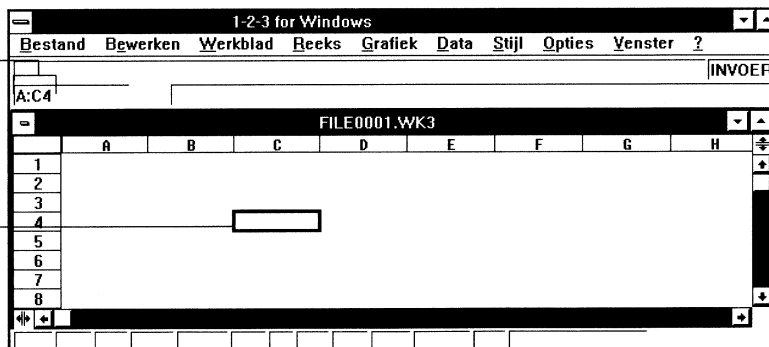 1-2-3 for Windows
Bestand Bewerken Werkblad Reeks Grafiek Data Stijl Opties Venster ?
INVOER
A:C4
FILE0001.WK3
A B C D E F G H
1
2
3
4
5
6
7
8